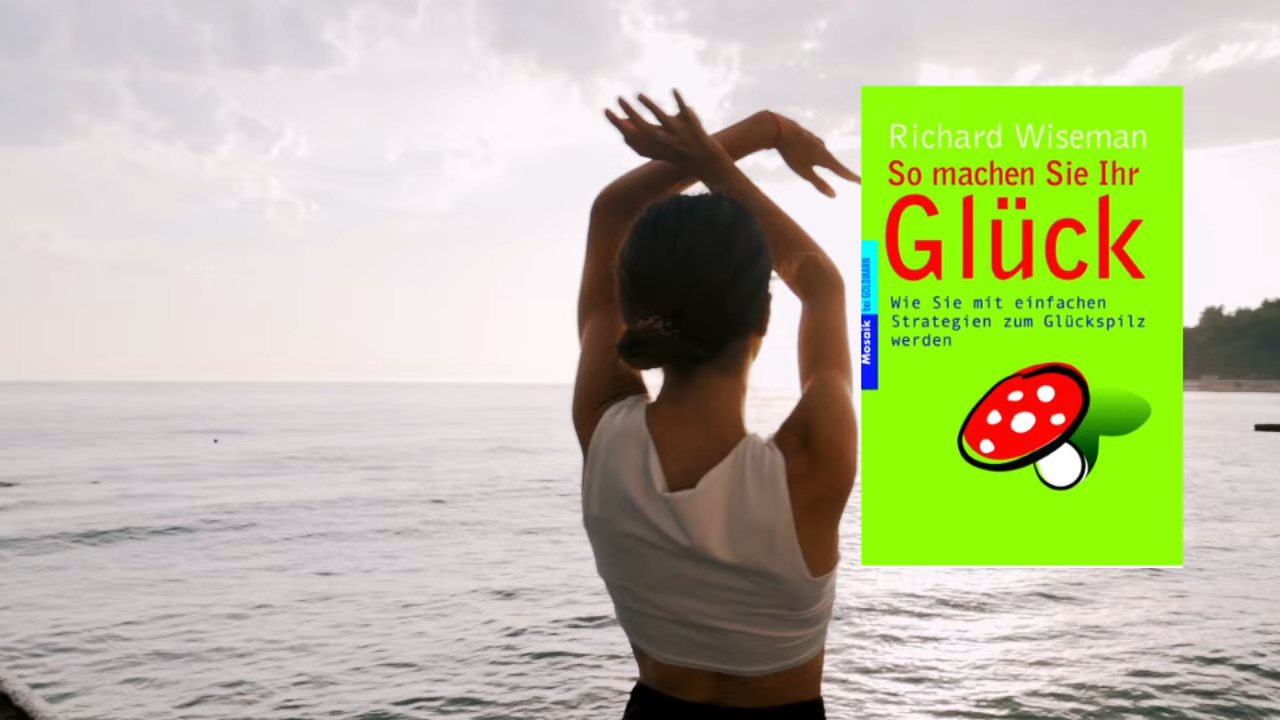 Richard Wiseman
So machen Sie Ihr
Glück
Wie Sie mit einfachen
Strategien zum Glückspilz
werden
Mosaik bei GOLDMANN